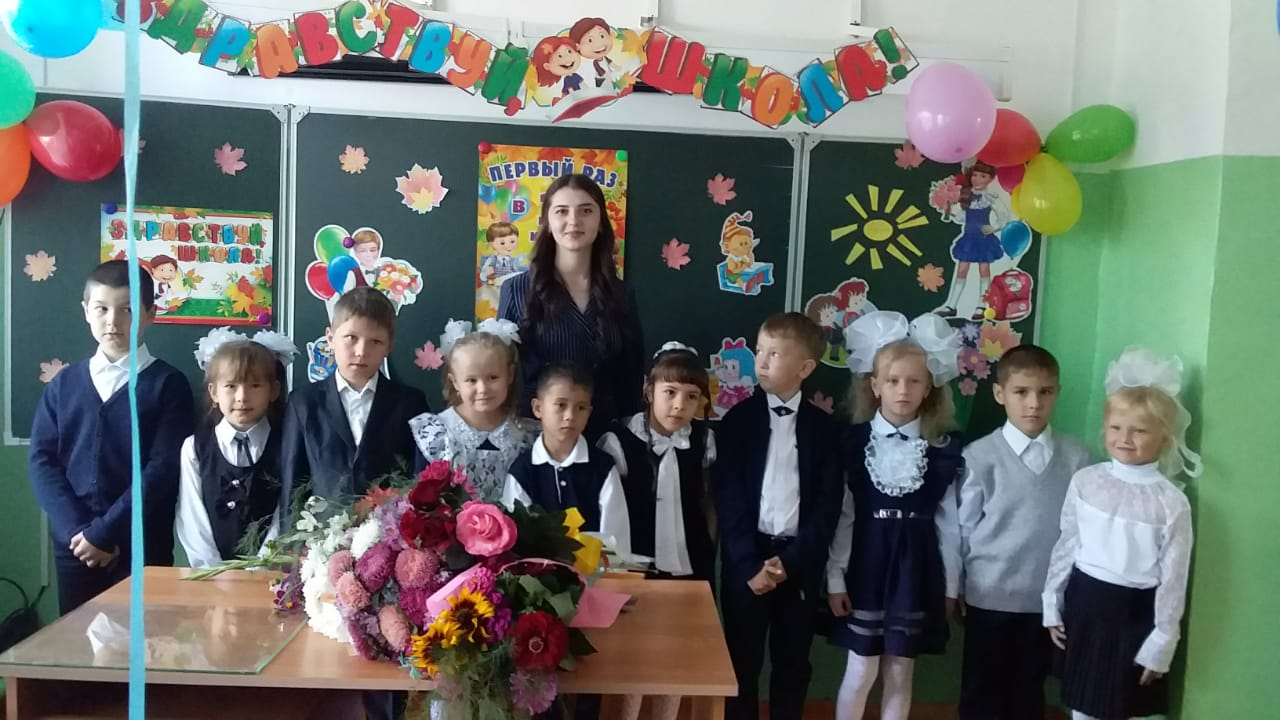 ЗДРАВСТВУЙ, ШКОЛА!
ПЕРВЫЙ РАЗ
В
ЗДРАВСТВУЙ,
ШКОЛА!